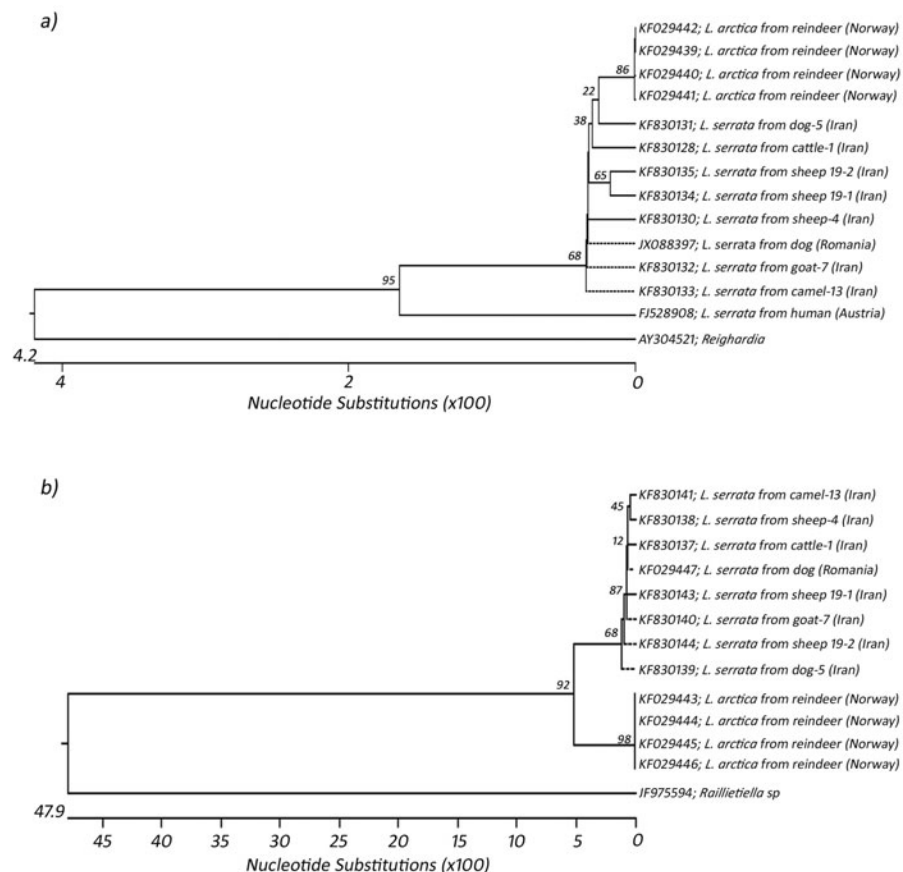 a)
KF029442; L. arctica from reindeer (Norway)
KF029439; L. arctica from reindeer (Norway)
86
KF029440; L. arctica from reindeer (Norway)
22
KF029441; L. arctica from reindeer (Norway)
38
KF830131; L. serrata from dog-5 (Iran)
KF830128; L. serrata from cattle-1 (Iran)
KF830135; L. serrata from sheep 19-2 (Iran)
65
KF830134; L. serrata from sheep 19-1 (Iran)
KF830130; L. serrata from sheep-4 (Iran)
JX088397; L. serrata from dog (Romania)
68
KF830132; L. serrata from goat-7 (Iran)
95
KF830133; L. serrata from camel-13 (Iran)
FJ528908; L. serrata from human (Austria)
AY304521; Reighardia
4.2
4 2 0
Nucleotide Substitutions (x100)
b)
KF830141; L. serrata from camel-13 (Iran)
45
KF830138; L. serrata from sheep-4 (Iran)
12
KF830137; L. serrata from cattle-1 (Iran)
KF029447; L. serrata from dog (Romania)
87
KF830143; L. serrata from sheep 19-1 (Iran)
KF830140; L. serrata from goat-7 (Iran)
68
KF830144; L. serrata from sheep 19-2 (Iran)
KF830139; L. serrata from dog-5 (Iran)
92
KF029443; L. arctica from reindeer (Norway)
KF029444; L. arctica from reindeer (Norway)
98
KF029445; L. arctica from reindeer (Norway)
KF029446; L. arctica from reindeer (Norway)
JF975594; Raillietiella sp
47.9
45 40 35 30 25 20 15 10 5 0
Nucleotide Substitutions (x100)